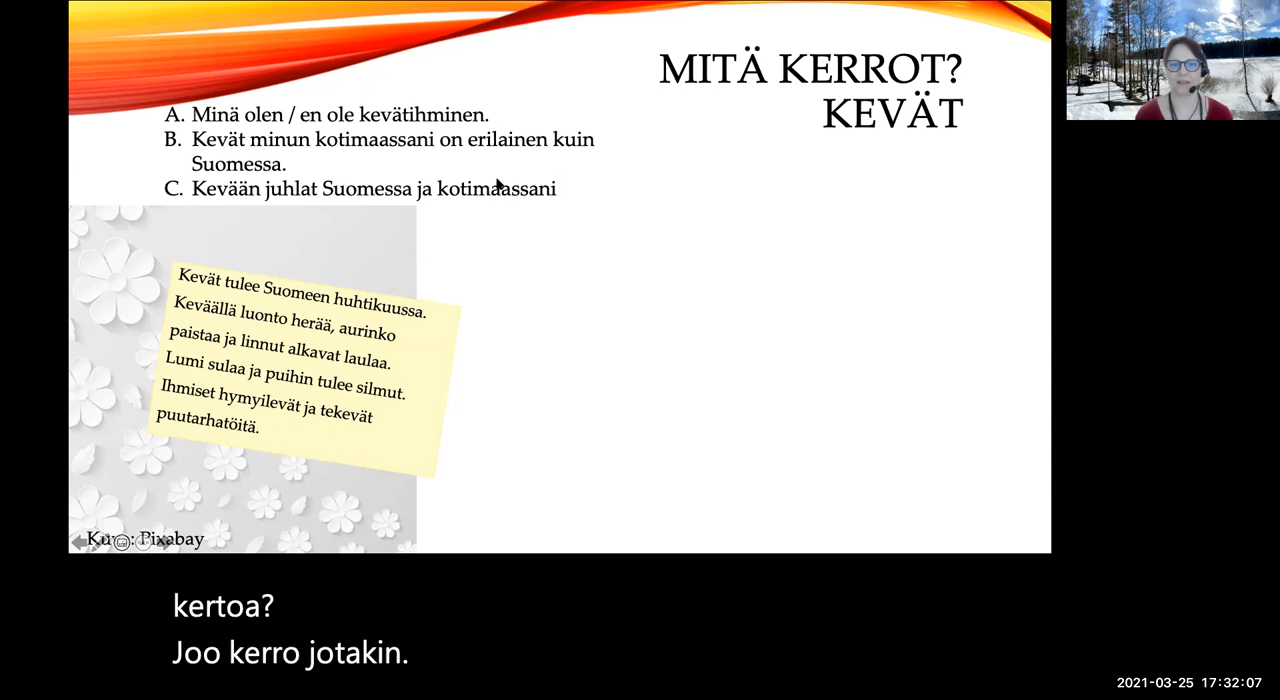 MITÄ KERROT?
KEVÄT
A. Minä olen / en ole kevätihminen.
B. Kevät minun kotimaassani on erilainen kuin
Suomessa.
C. Kevään juhlat Suomessa ja kotimaassani
Kevät tulee Suomeen huhtikuussa.
Keväällä luonto herää, aurinko
paistaa ja linnut alkavat laulaa.
Lumi sulaa ja puihin tulee silmut.
Ihmiset hymyilevät ja tekevät
puutarhatöitä.
Pixabay
kertoa?
Joo kerro jotakin.
2021-03-25 17:32:07